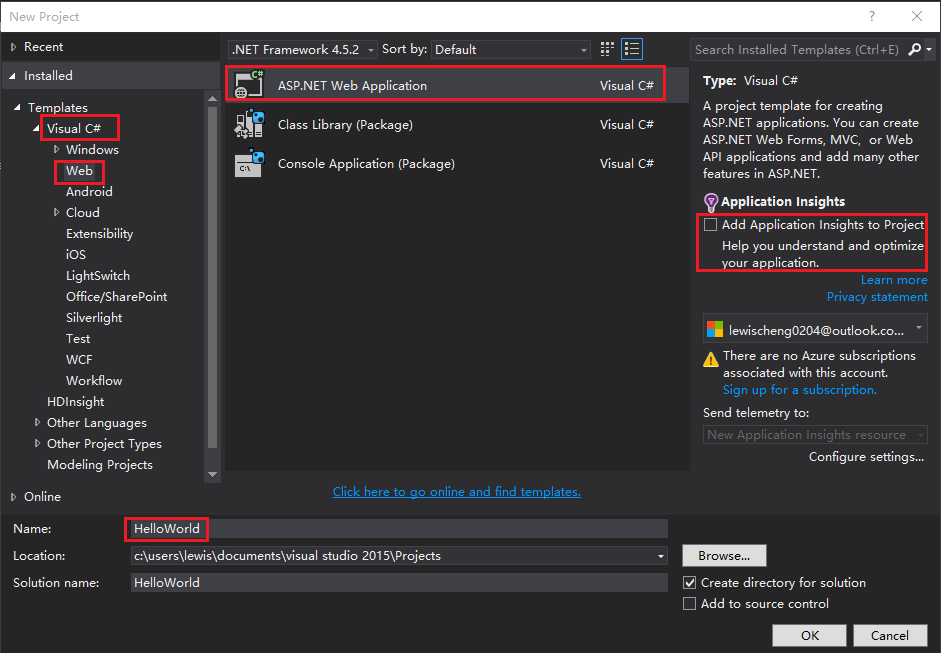 New Project
?
Recent
Installed
Templates
Visual C#
Windows
Web
Android
Cloud
Extensibility
iOS
LightSwitch
Office/SharePoint
Silverlight
Test
WCF
Workflow
HDInsight
Other Languages
Other Project Types
Modeling Projects
Online
.NET Framework 4.5.2
Sort by: Default
ASP.NET Web Application Visual C#
Class Library (Package) Visual C#
Console Application (Package) Visual C#
Click here to go online and find templates.
Search Installed Templates (Ctrl+E)
Type: Visual C#
A project template for creating
ASP.NET applications. You can create
ASP.NET Web Forms, MVC, or Web
API applications and add many other
features in ASP.NET.
Application Insights
Add Application Insights to Project
Help you understand and optimize
your application.
Learn more
Privacy statement
lewischeng0204@outlook.co...
There are no Azure subscriptions
associated with this account.
Sign up for a subscription.
Send telemetry to:
New Application Insights resource
Configure settings...
Name: HelloWorld
Location: c:\users\lewis\documents\visual studio 2015\Projects
Browse...
Solution name: HelloWorld
Create directory for solution
Add to source control
OK
Cancel